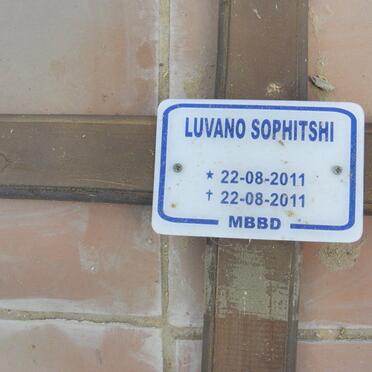 LUVANO SOPHITSHI
★ 22-08-2011
✝ 22-08-2011
MBBD